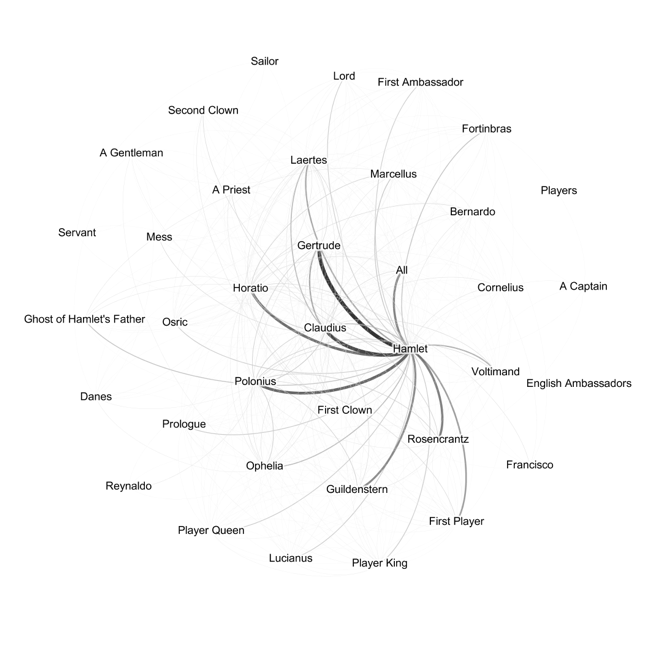 Sailor
Lord
First Ambassador
Second Clown
Fortinbras
A Gentleman
Laertes
Marcellus
A Priest
Players
Bernardo
Servant
Mess
Gertrude
All
Horatio
Cornelius
A Captain
Ghost of Hamlet's Father
Osric
Claudius
Hamlet
Voltimand
Polonius
English Ambassadors
Danes
First Clown
Prologue
Rosencrantz
Ophelia
Francisco
Reynaldo
Guildenstern
First Player
Player Queen
Lucianus
Player King